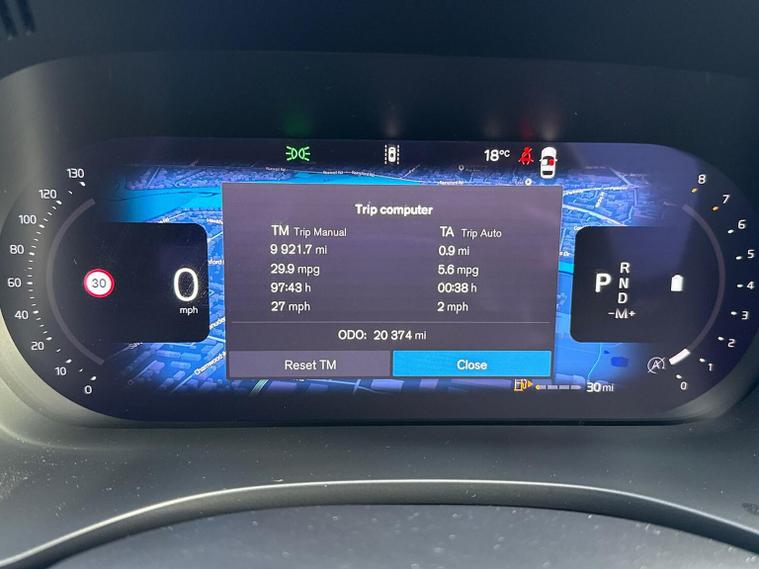 18°C
130
120
100
80
60
40
20
10
0
30
0
mph
Trip computer
TM Trip Manual
TA Trip Auto
9 921.7 mi
0.9 mi
29.9 mpg
5.6 mpg
97:43 h
00:38 h
27 mph
2 mph
ODO: 20 374 mi
Reset TM
Close
P
R
N
D
-M+
8
7
6
5
4
3
2
1
0
A
30 mi